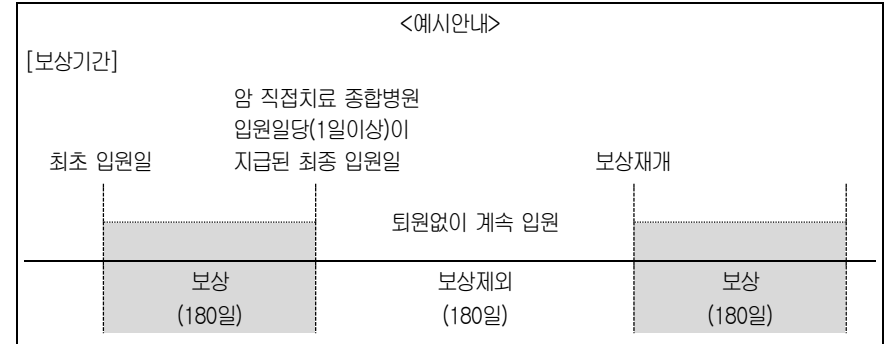 <예시안내>
[보상기간]
암 직접치료 종합병원
입원일당(1일이상)이
최초 입원일 지급된 최종 입원일 보상재개
퇴원없이 계속 입원
보상 보상제외 보상
(180일) (180일) (180일)